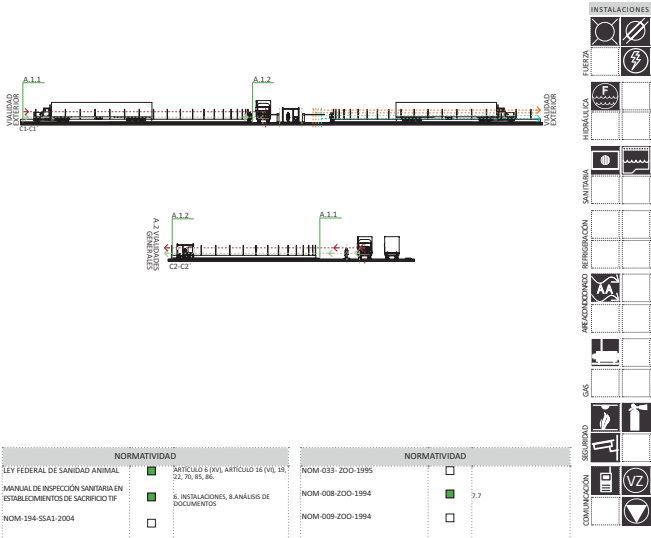 INSTALACIONES
FUERZA
HIDRÁULICA
F
SANITARIA
REFRIGERACIÓN
AIRE ACONDICIONADO
AA
GAS
SEGURIDAD
COMUNICACIÓN
VZ
A.1.1
A.1.2
VIALIDAD
EXTERIOR
VIALIDAD
EXTERIOR
C1-C1´
A.1.2
A.1.1
A.2 VIALIDADES
GENERALES
C2-C2´
NORMATIVIDAD
LEY FEDERAL DE SANIDAD ANIMAL
ARTÍCULO 6 (XV), ARTÍCULO 16 (VI), 19,
22, 70, 85, 86.
MANUAL DE INSPECCIÓN SANITARIA EN
ESTABLECIMIENTOS DE SACRIFICIO TIF
6. INSTALACIONES, 8.ANÁLISIS DE
DOCUMENTOS
NOM-194-SSA1-2004
NORMATIVIDAD
NOM-033- ZOO-1995
NOM-008-ZOO-1994
7.7
NOM-009-ZOO-1994